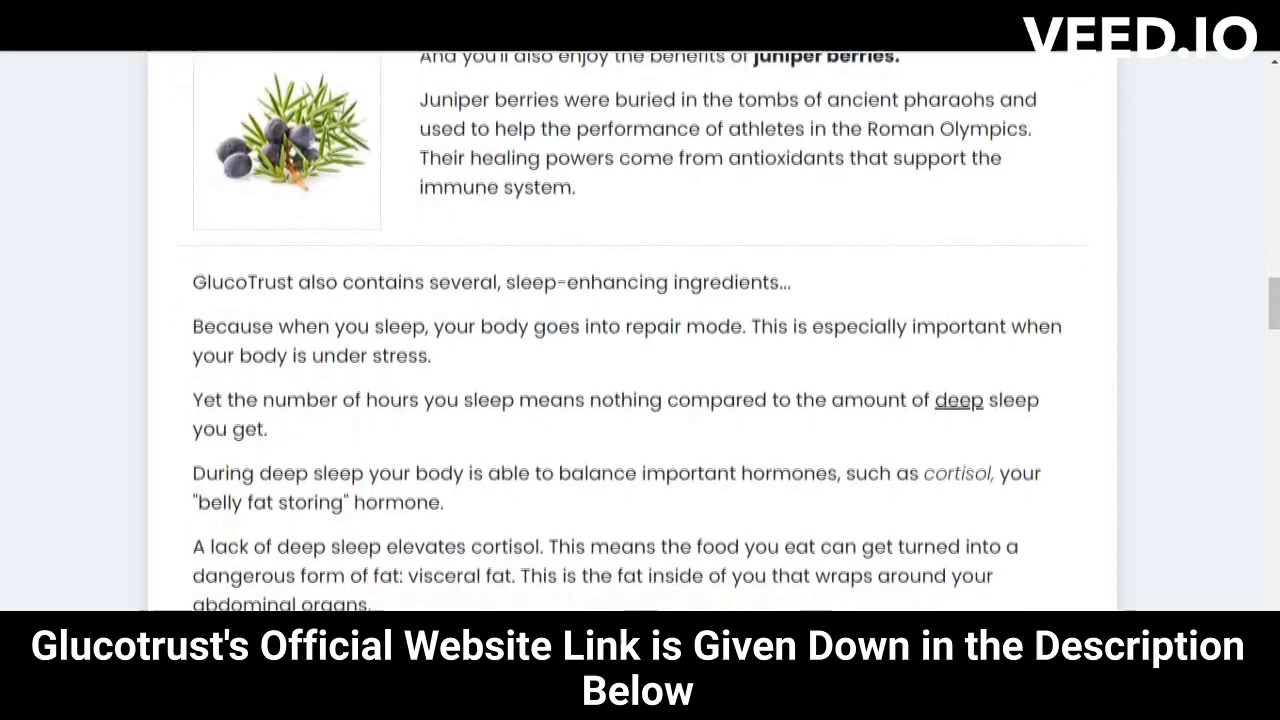 VEED.IO
And you'll also enjoy the benefits of juniper berries.
Juniper berries were buried in the tombs of ancient pharaohs and
used to help the performance of athletes in the Roman Olympics.
Their healing powers come from antioxidants that support the
immune system.
GlucoTrust also contains several, sleep-enhancing ingredients...
Because when you sleep, your body goes into repair mode. This is especially important when
your body is under stress.
Yet the number of hours you sleep means nothing compared to the amount of deep sleep
you get.
During deep sleep your body is able to balance important hormones, such as cortisol, your
"belly fat storing" hormone.
A lack of deep sleep elevates cortisol. This means the food you eat can get turned into a
dangerous form of fat: visceral fat. This is the fat inside of you that wraps around your
abdominal organs.
Glucotrust's Official Website Link is Given Down in the Description
Below